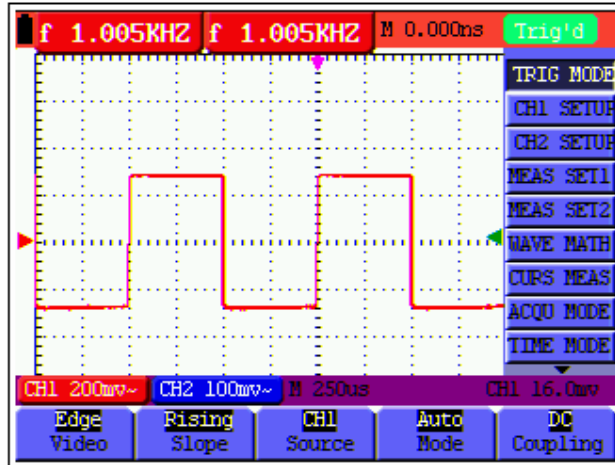 f 1.005KHZ f 1.005KHZ M 0.000ns Trig'd
TRIG MODE
CH1 SETUP
CH2 SETUP
MEAS SET1
MEAS SET2
WAVE MATH
CURS MEAS
ACQU MODE
TIME MODE
CH1 200mv~ CH2 100mv~ M 250us CH1 16.0mv
Edge Rising CH1 Auto DC
Video Slope Source Mode Coupling